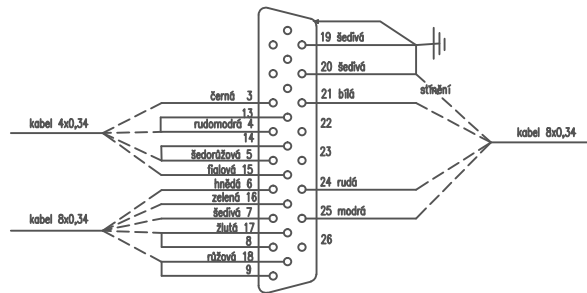 19 šedivá
20 šedivá
stínění
černá 3
21 bílá
13
rudomodrá 4
22
kabel 4x0,34
kabel 8x0,34
14
šedorůžová 5
23
fialová 15
hnědá 6
24 rudá
zelená 16
šedivá 7
25 modrá
kabel 8x0,34
žlutá 17
8
26
růžová 18
9